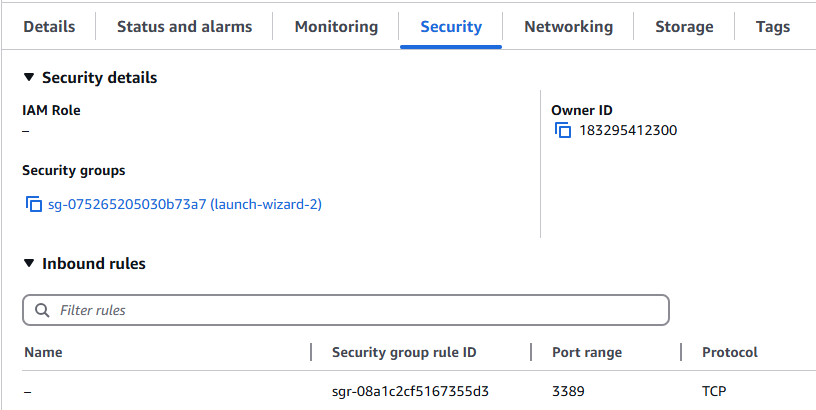 Details Status and alarms Monitoring Security Networking Storage Tags
Security details
IAM Role
–
Owner ID
183295412300
Security groups
sg-075265205030b73a7 (launch-wizard-2)
Inbound rules
Filter rules
Name Security group rule ID Port range Protocol
– sgr-08a1c2cf5167355d3 3389 TCP